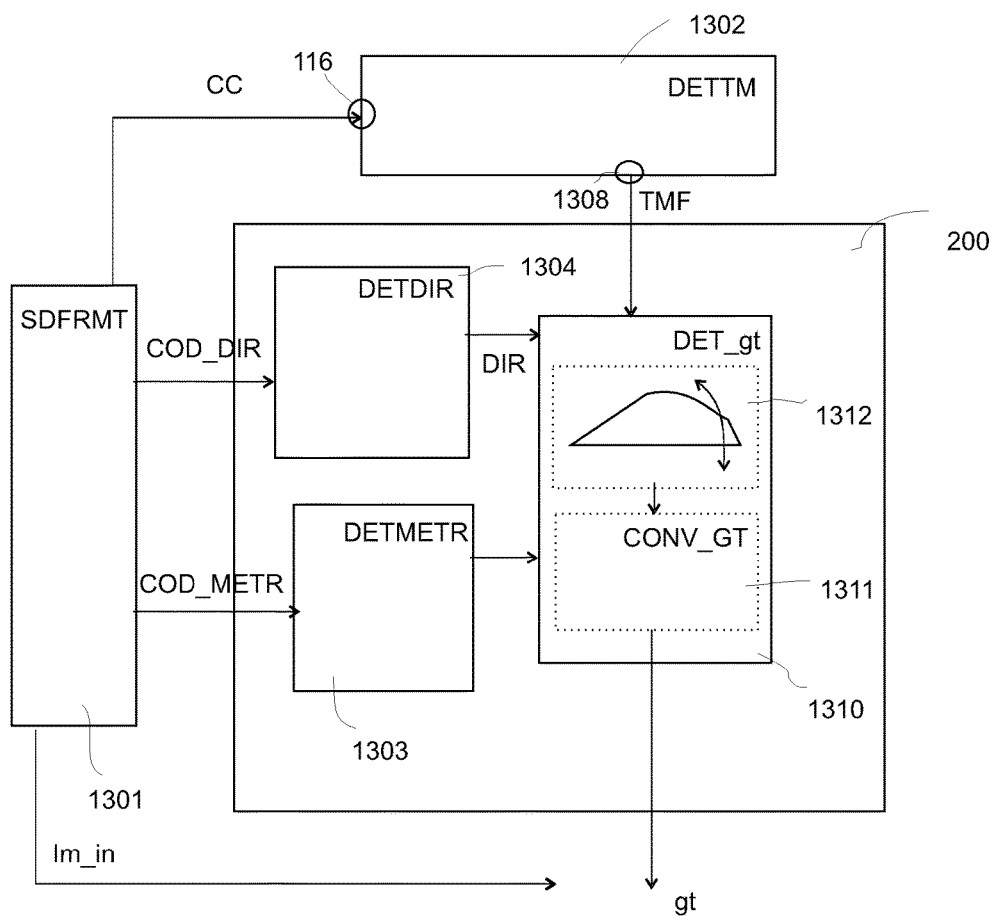 1302
116
CC
DETTM
1308
TMF
200
1304
DETDIR
SDFRMT
COD_DIR
DIR
DET_gt
1312
DETMETR
CONV_GT
COD_METR
1311
1310
1303
1301
Im_in
gt